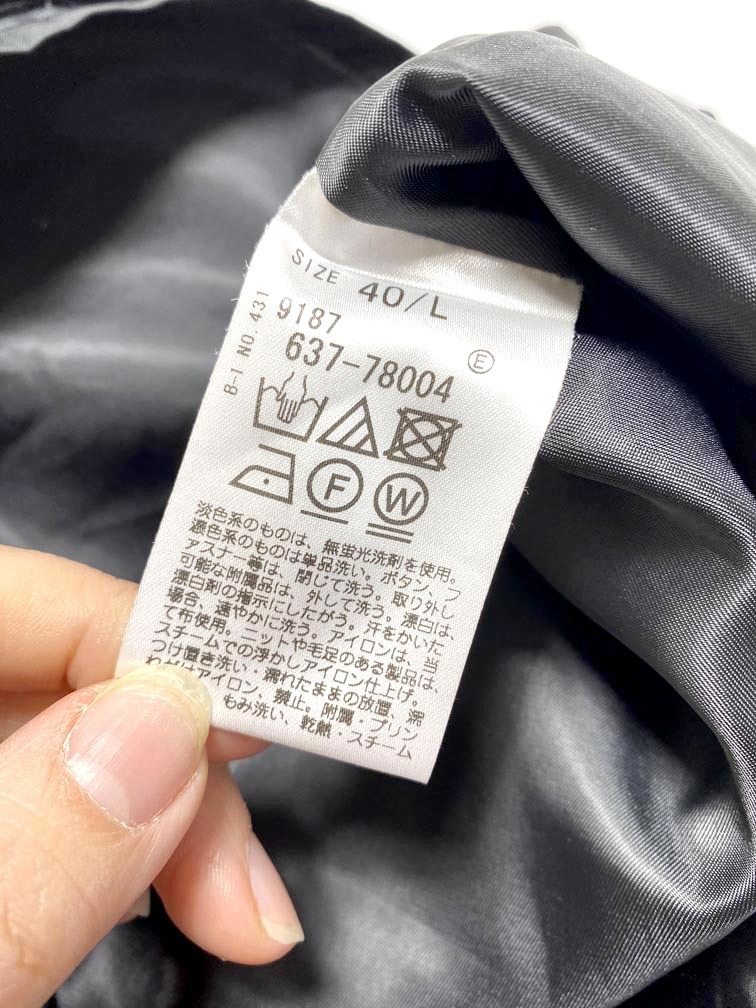 SIZE 40/L
B-1 NO.431
9187
637-78004
E
F W
淡色系のものは、無蛍光洗剤を使用。
濃色系のものは単品洗い。ボタン、フ
ァスナー等は、閉じて洗う。取り外し
可能な附属品は、外して洗う。漂白は、
漂白剤の指示にしたがう。汗をかいた
場合、速やかに洗う。アイロンは、当
て布使用。ニットや毛足のある製品は、
スチームでの浮かしアイロン仕上げ。
つけ置き洗い・濡れたままの放置、濡
れがけアイロン、禁止。附属・プリン
もみ洗い、乾熱・スチーム